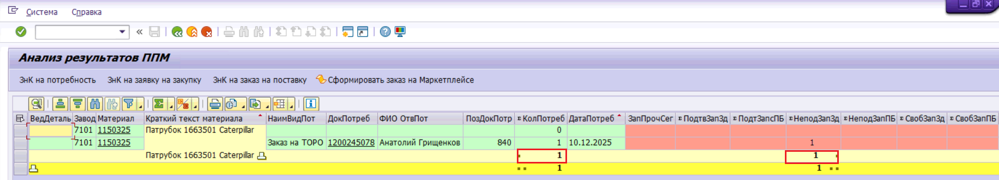 Система Справка
Анализ результатов ППМ
ЗнК на потребность ЗнК на заявку на закупку ЗнК на заказ на поставку Сформировать заказ на Маркетплейсе
ВедДеталь Завод Материал Краткий текст материала НаимВидПот ДокПотреб ФИО ОтвПот ПозДокПотр Σ КолПотреб ДатаПотреб ЗапПрочСег Σ ПодтвЗапЗд Σ ПодтЗапсПБ Σ НеподЗапЗд Σ НеподЗапПБ Σ СвобЗапЗд Σ СвобЗапПБ
7101 1150325 Патрубок 1663501 Caterpillar 0
7101 1150325 Заказ на ТОРО 1200245078 Анатолий Грищенков 840 1 10.12.2025 1
Патрубок 1663501 Caterpillar 1 1
1 1